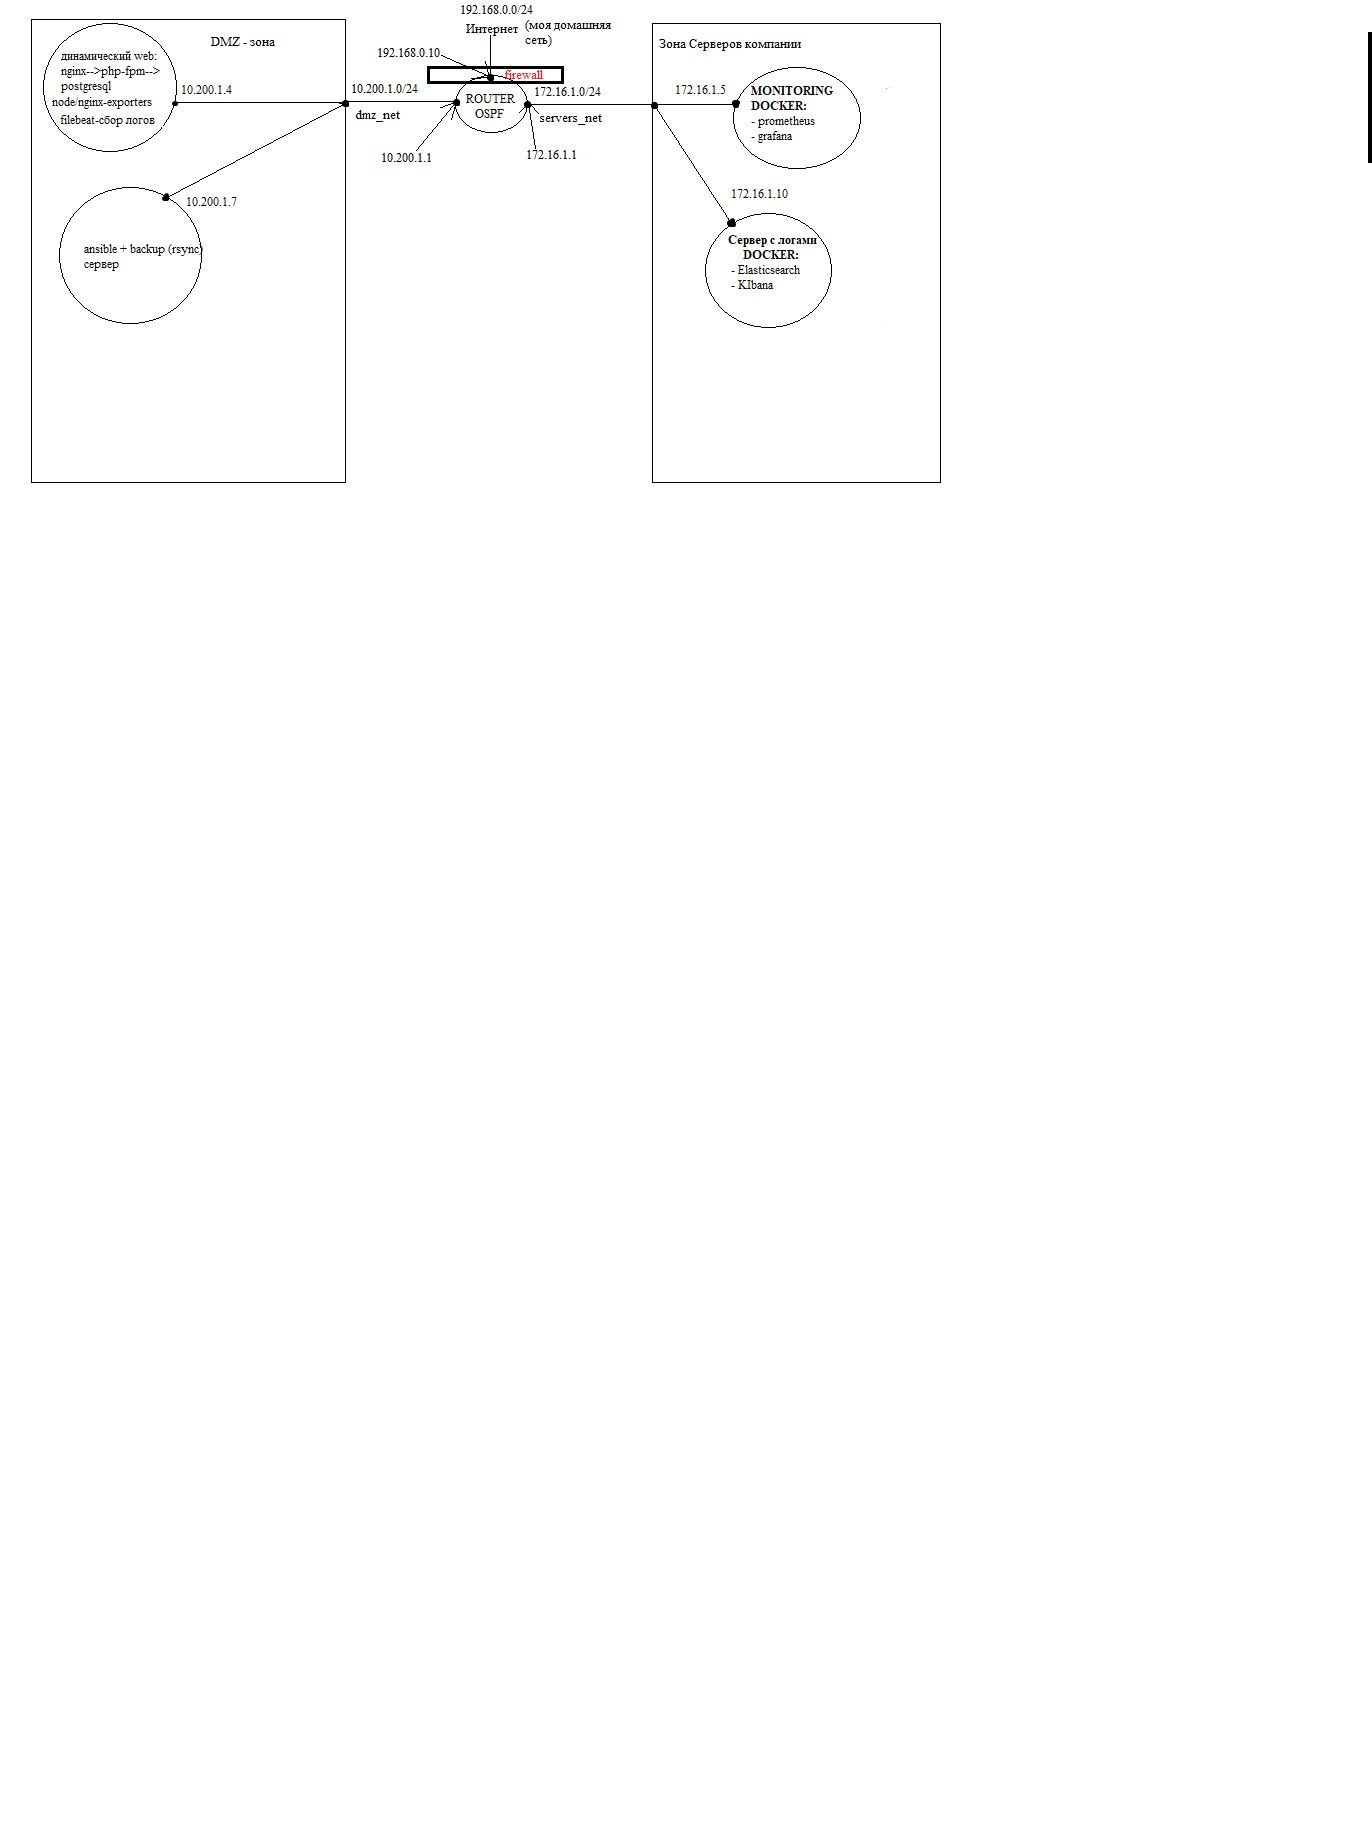 192.168.0.0/24
Интернет
(моя домашняя
сеть)
192.168.0.10
firewall
DMZ - зона
динамический web:
nginx-->php-fpm-->
postgresql
node/nginx-exporters
filebeat-сбор логов
10.200.1.4
10.200.1.7
ansible + backup (rsync)
сервер
10.200.1.0/24
dmz_net
10.200.1.1
ROUTER
OSPF
172.16.1.0/24
servers_net
172.16.1.1
Зона Серверов компании
172.16.1.5
MONITORING
DOCKER:
- prometheus
- grafana
172.16.1.10
Сервер с логами
DOCKER:
- Elasticsearch
- KIbana